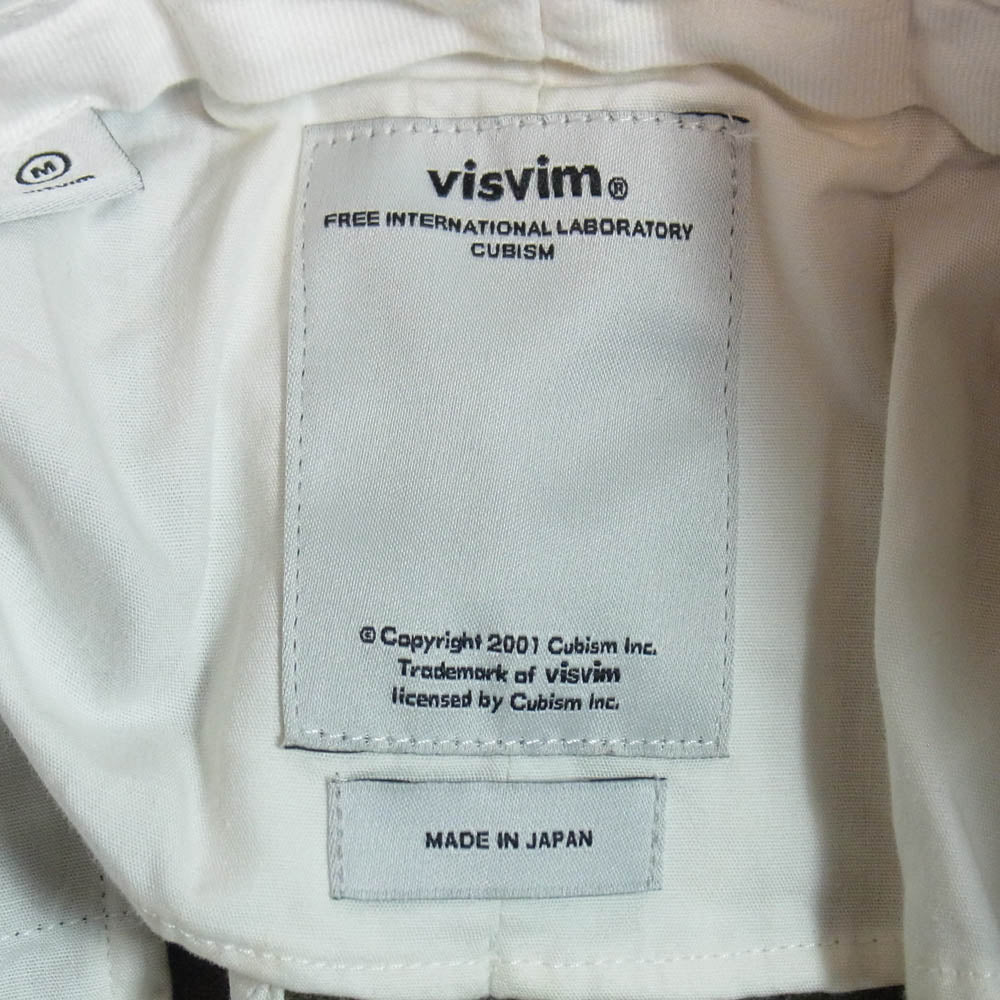 M
visvim
visvim®
FREE INTERNATIONAL LABORATORY
CUBISM
© Copyright 2001 Cubism Inc.
Trademark of visvim
licensed by Cubism Inc.
MADE IN JAPAN